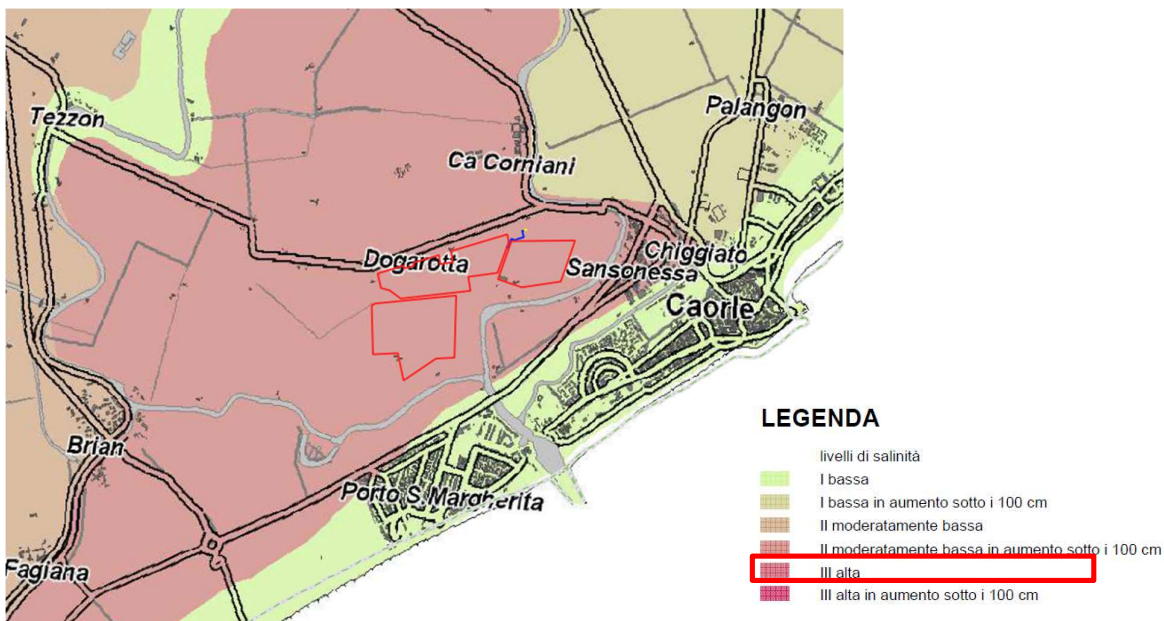 Palangon
Tezzon
Ca Corniani
Dogarotta
Chiggiato
Sansonessa
Caorle
Brian
Porto S. Margherita
Fagiana
LEGENDA
livelli di salinità
I bassa
I bassa in aumento sotto i 100 cm
II moderatamente bassa
II moderatamente bassa in aumento sotto i 100 cm
III alta
III alta in aumento sotto i 100 cm